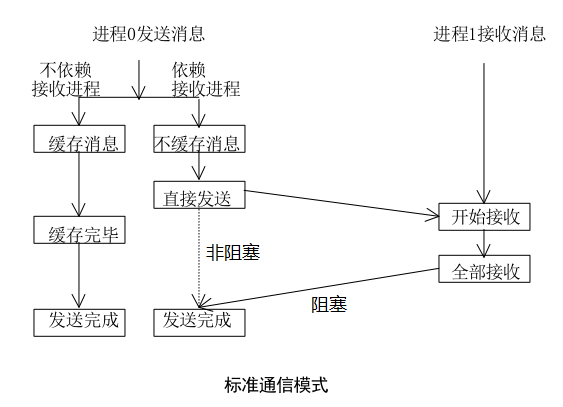 进程0发送消息
进程1接收消息
不依赖
接收进程
依赖
接收进程
缓存消息
不缓存消息
直接发送
开始接收
缓存完毕
非阻塞
全部接收
阻塞
发送完成
发送完成
标准通信模式